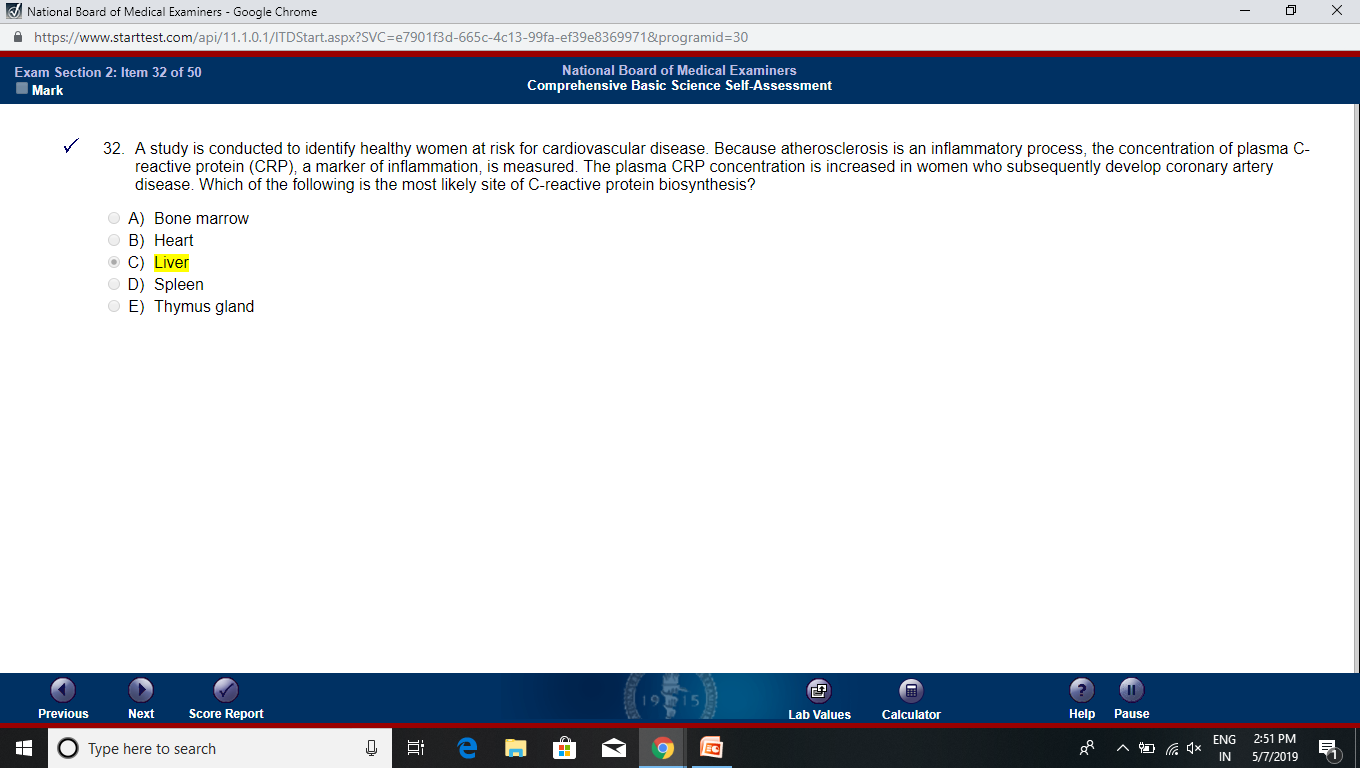 National Board of Medical Examiners - Google Chrome
https://www.starttest.com/api/11.1.0.1/ITDStart.aspx?SVC=e7901f3d-665c-4c13-99fa-ef39e8369971&programid=30
Exam Section 2: Item 32 of 50
National Board of Medical Examiners
Mark
Comprehensive Basic Science Self-Assessment
32. A study is conducted to identify healthy women at risk for cardiovascular disease. Because atherosclerosis is an inflammatory process, the concentration of plasma C-
reactive protein (CRP), a marker of inflammation, is measured. The plasma CRP concentration is increased in women who subsequently develop coronary artery
disease. Which of the following is the most likely site of C-reactive protein biosynthesis?
A) Bone marrow
B) Heart
C) Liver
D) Spleen
E) Thymus gland
19 15
Previous Next Score Report Lab Values Calculator Help Pause
Type here to search
ENG
IN
2:51 PM
5/7/2019
1